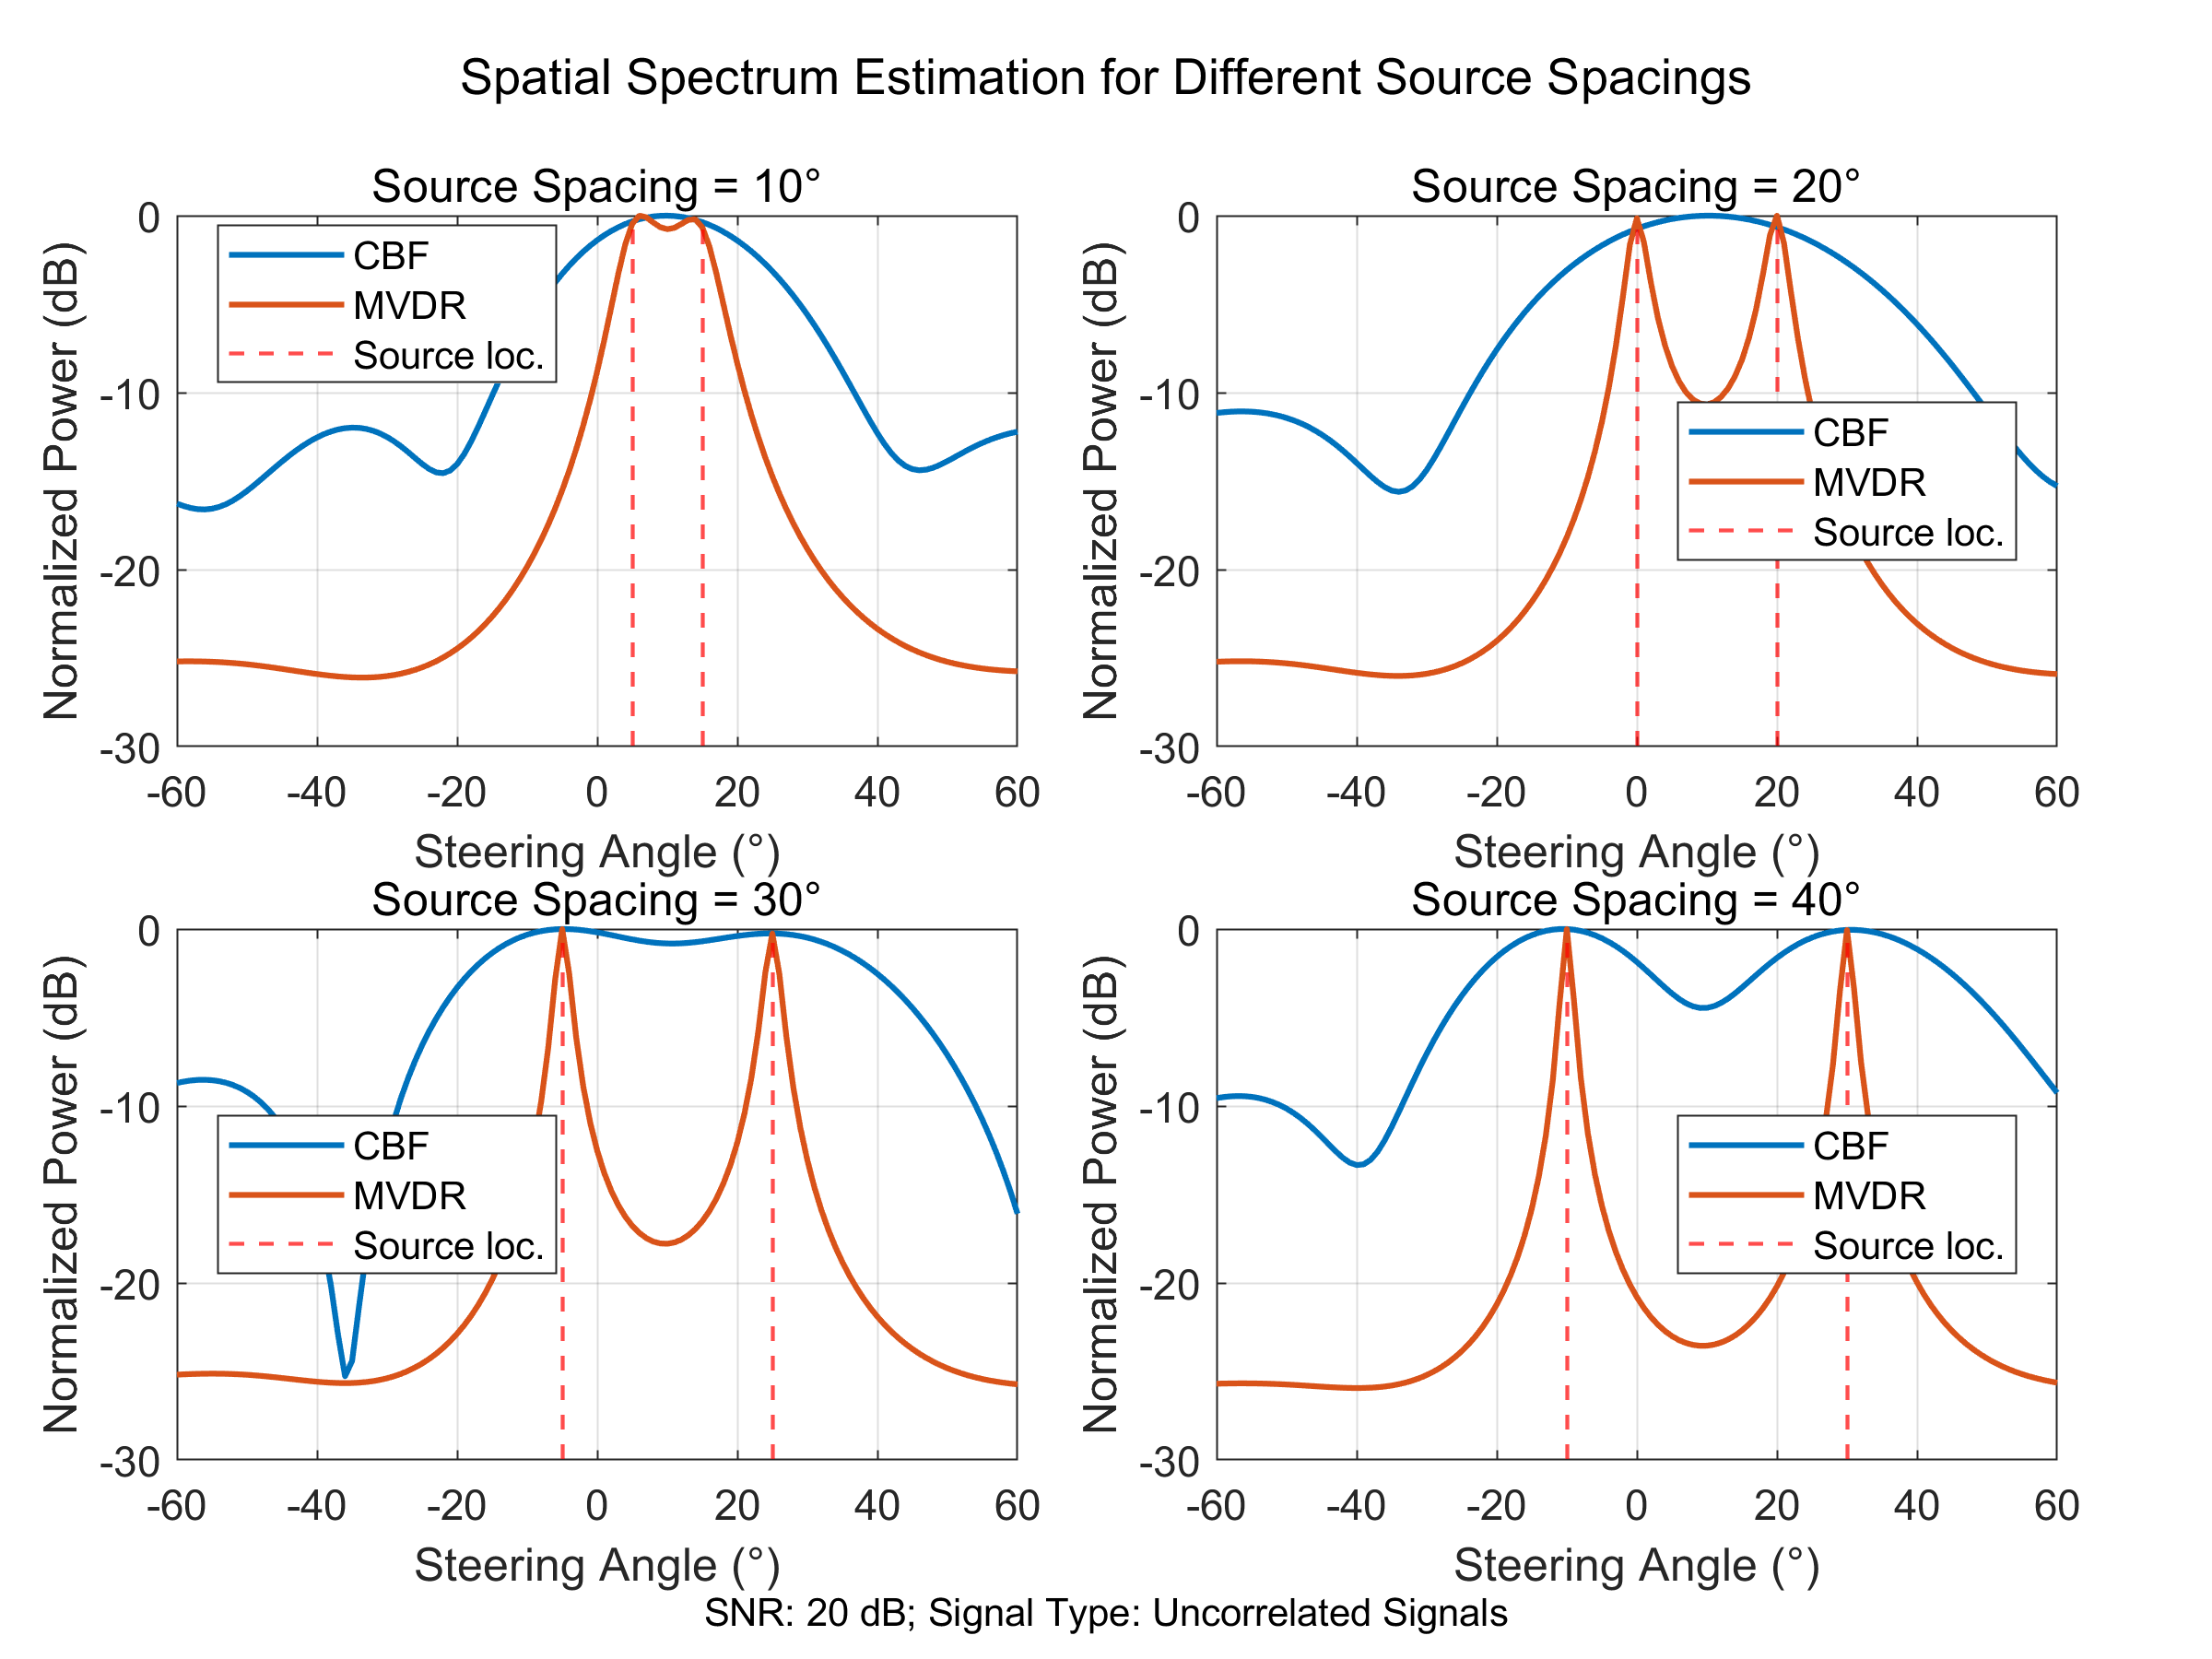 Spatial Spectrum Estimation for Different Source Spacings
Source Spacing = 10°
Normalized Power (dB)
0
-10
-20
-30
CBF
MVDR
Source loc.
-60 -40 -20 0 20 40 60
Steering Angle (°)
Source Spacing = 20°
Normalized Power (dB)
0
-10
-20
-30
CBF
MVDR
Source loc.
-60 -40 -20 0 20 40 60
Steering Angle (°)
Source Spacing = 30°
Normalized Power (dB)
0
-10
-20
-30
CBF
MVDR
Source loc.
-60 -40 -20 0 20 40 60
Steering Angle (°)
Source Spacing = 40°
Normalized Power (dB)
0
-10
-20
-30
CBF
MVDR
Source loc.
-60 -40 -20 0 20 40 60
Steering Angle (°)
SNR: 20 dB; Signal Type: Uncorrelated Signals